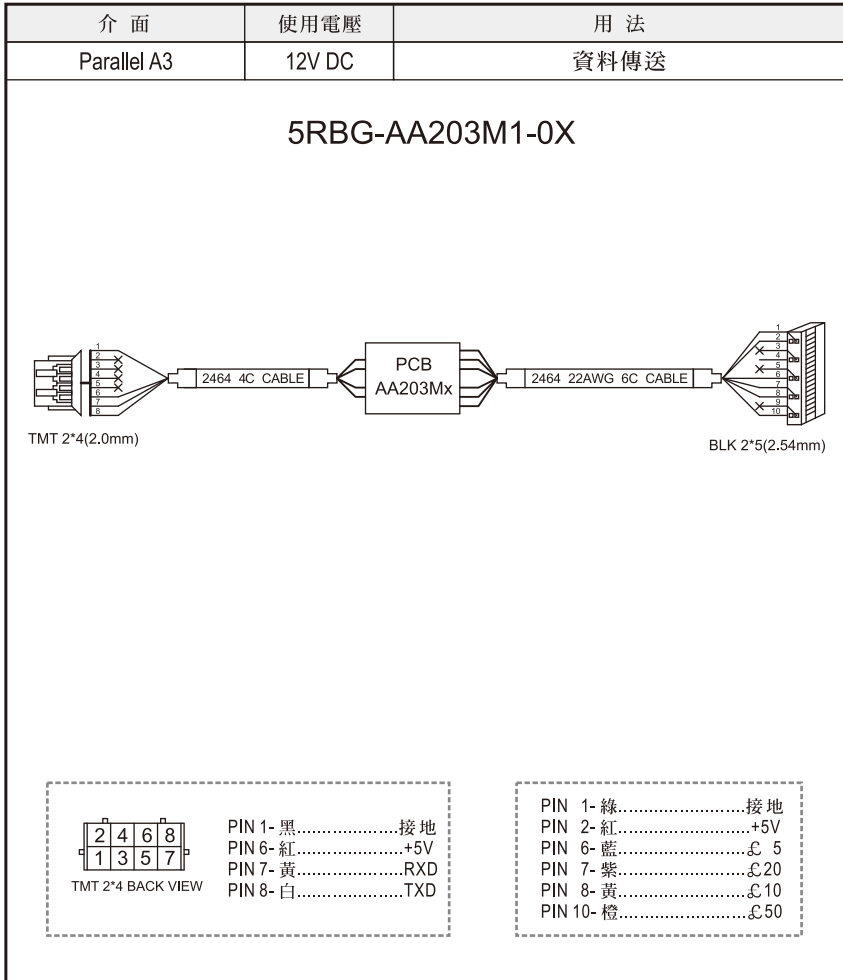 介 面 使用電壓 用 法
Parallel A3 12V DC 資料傳送
5RBG-AA203M1-0X
1
2
3
4
5
6
7
8
2464 4C CABLE
PCB
AA203Mx
2464 22AWG 6C CABLE
1
2
3
4
5
6
7
8
9
10
TMT 2*4(2.0mm)
BLK 2*5(2.54mm)
2 4 6 8
1 3 5 7
TMT 2*4 BACK VIEW
PIN 1- 黑..................接地
PIN 6- 紅..................+5V
PIN 7- 黃..................RXD
PIN 8- 白..................TXD
PIN 1- 綠......................接地
PIN 2- 紅......................+5V
PIN 6- 藍......................£ 5
PIN 7- 紫......................£20
PIN 8- 黃......................£10
PIN 10- 橙......................£50